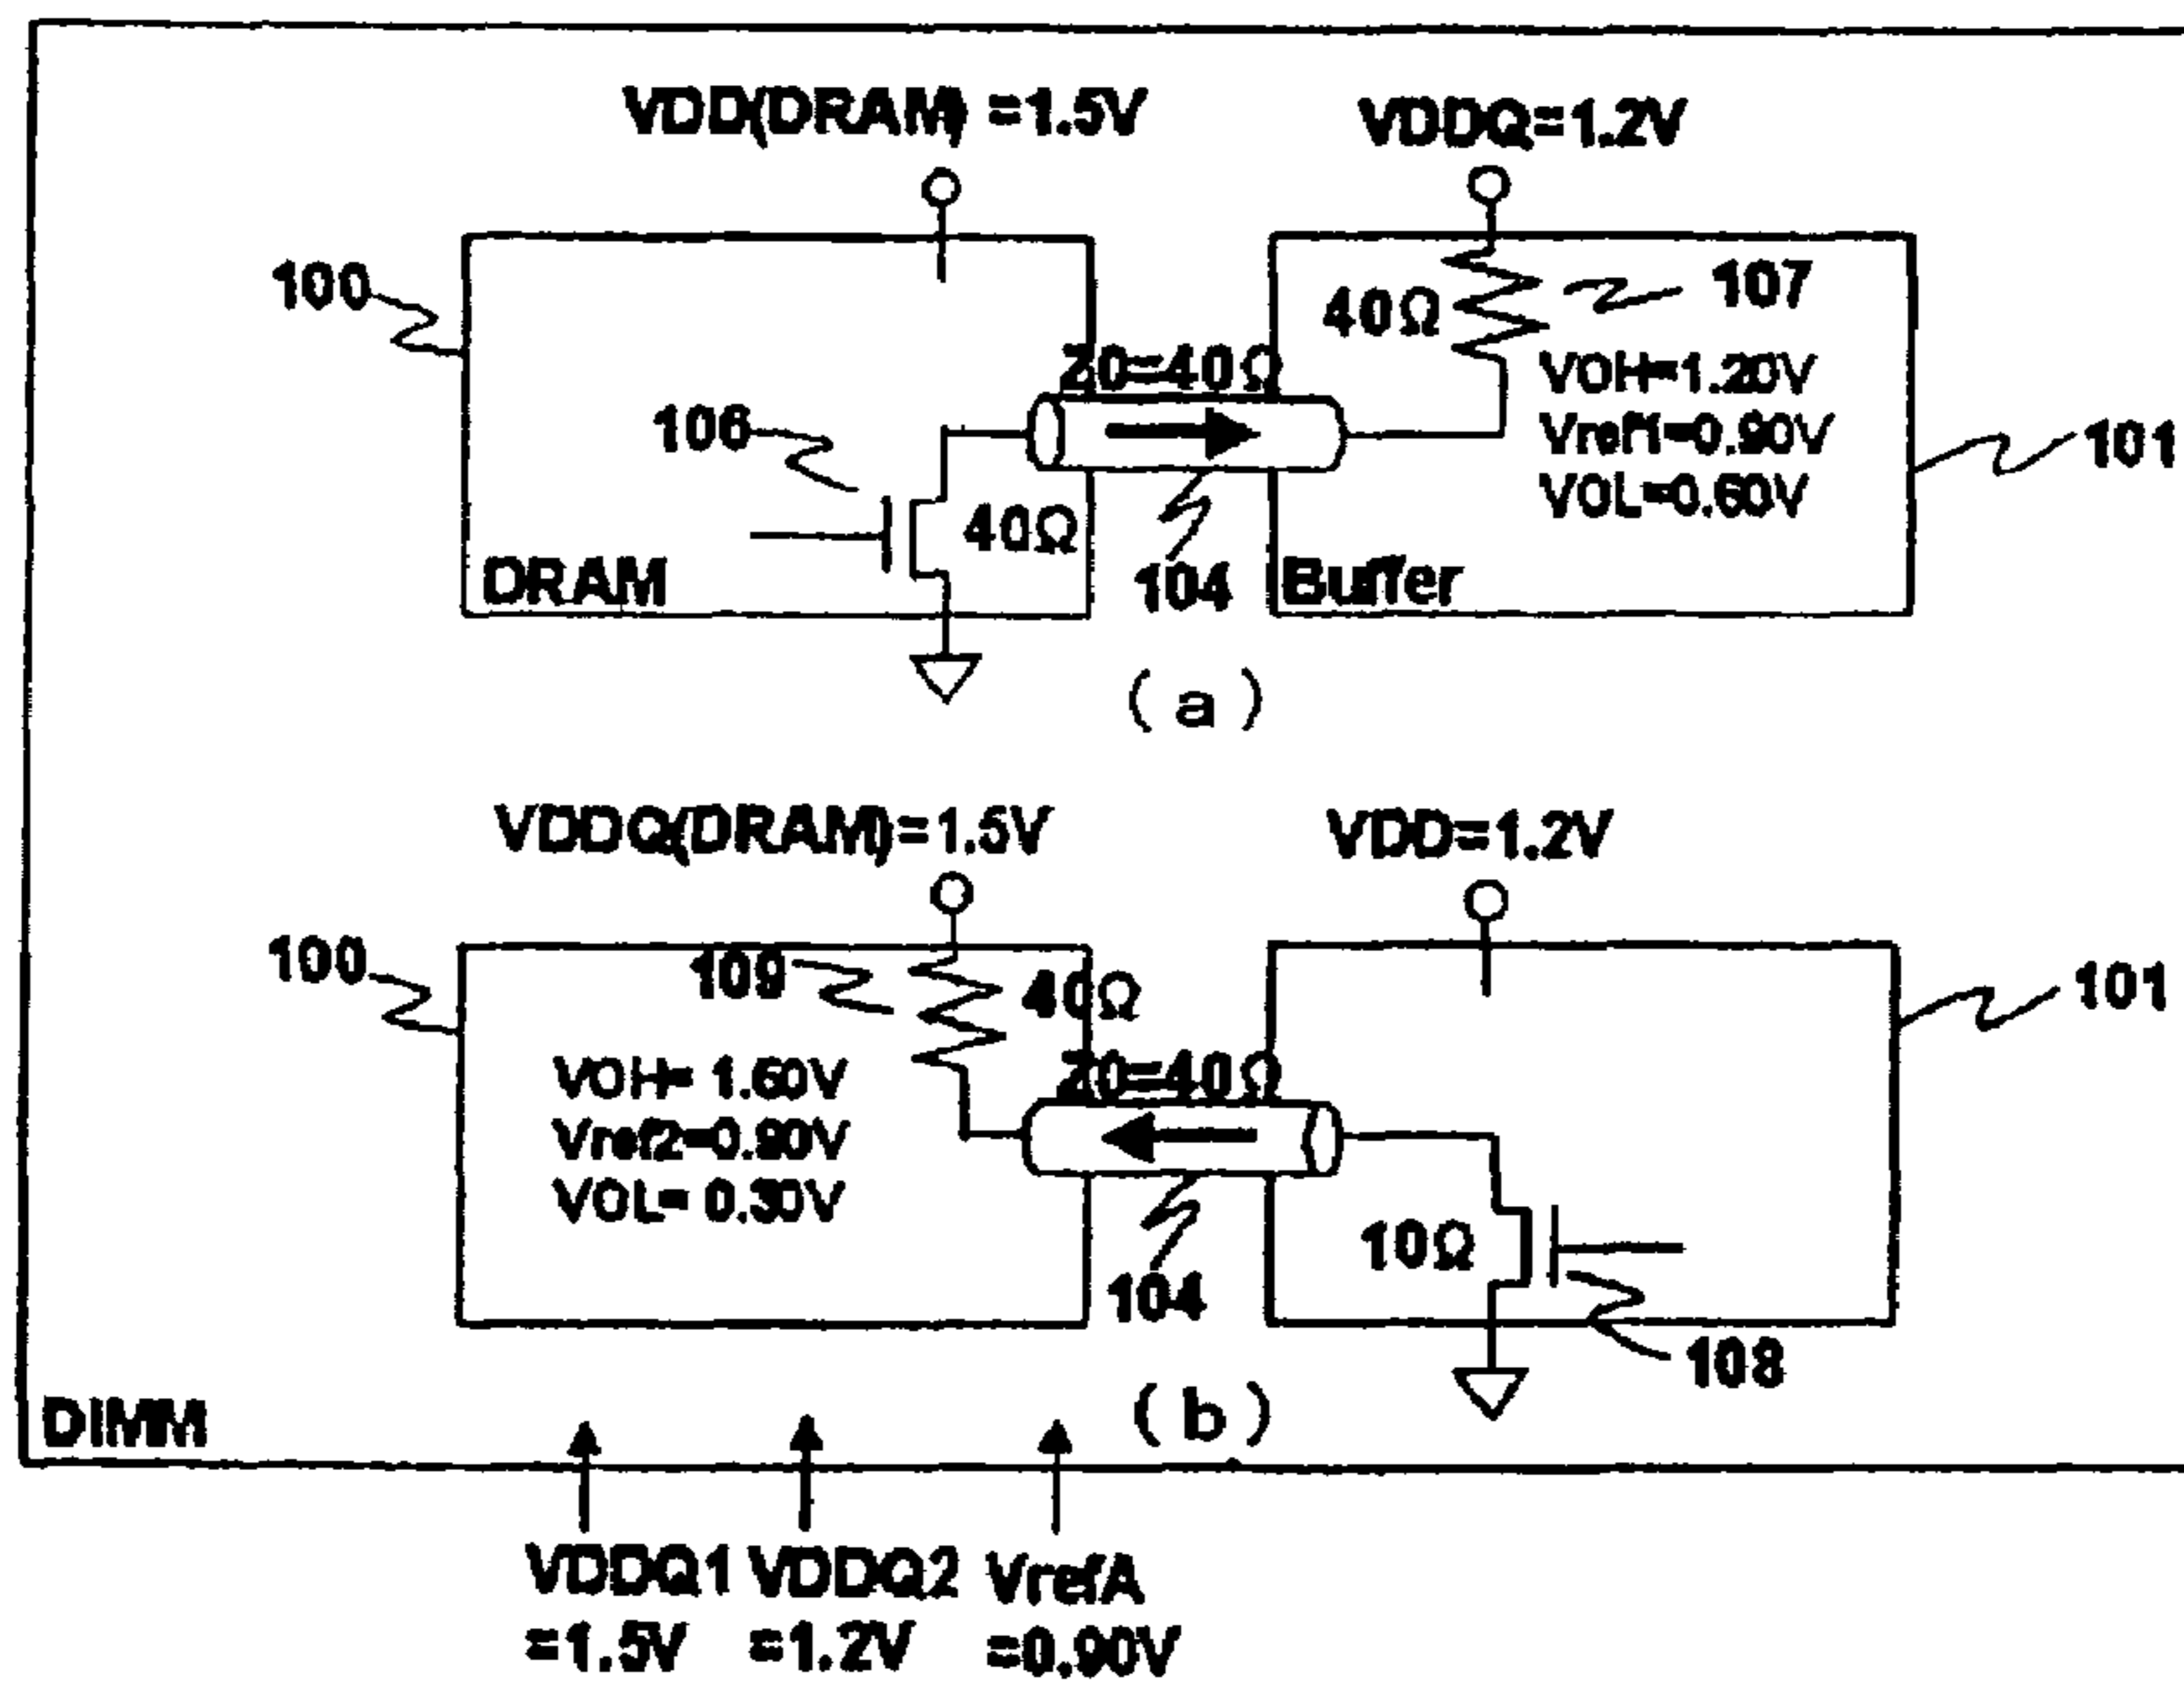 VDD(DRAM) =1.5V
VDDQ=1.2V
100
40Ω
107
Z0=40Ω
VOH=1.20V
106
Vref1=0.90V
101
VOL=0.60V
40Ω
DRAM
104
Buffer
(a)
VDDQ(DRAM)=1.5V
VDD=1.2V
100
109
40Ω
101
Z0=40Ω
VOH= 1.50V
Vref2=0.90V
VOL= 0.30V
10Ω
104
108
(b)
DIMM
VDDQ1 VDDQ2 VrefA
=1.5V =1.2V =0.90V